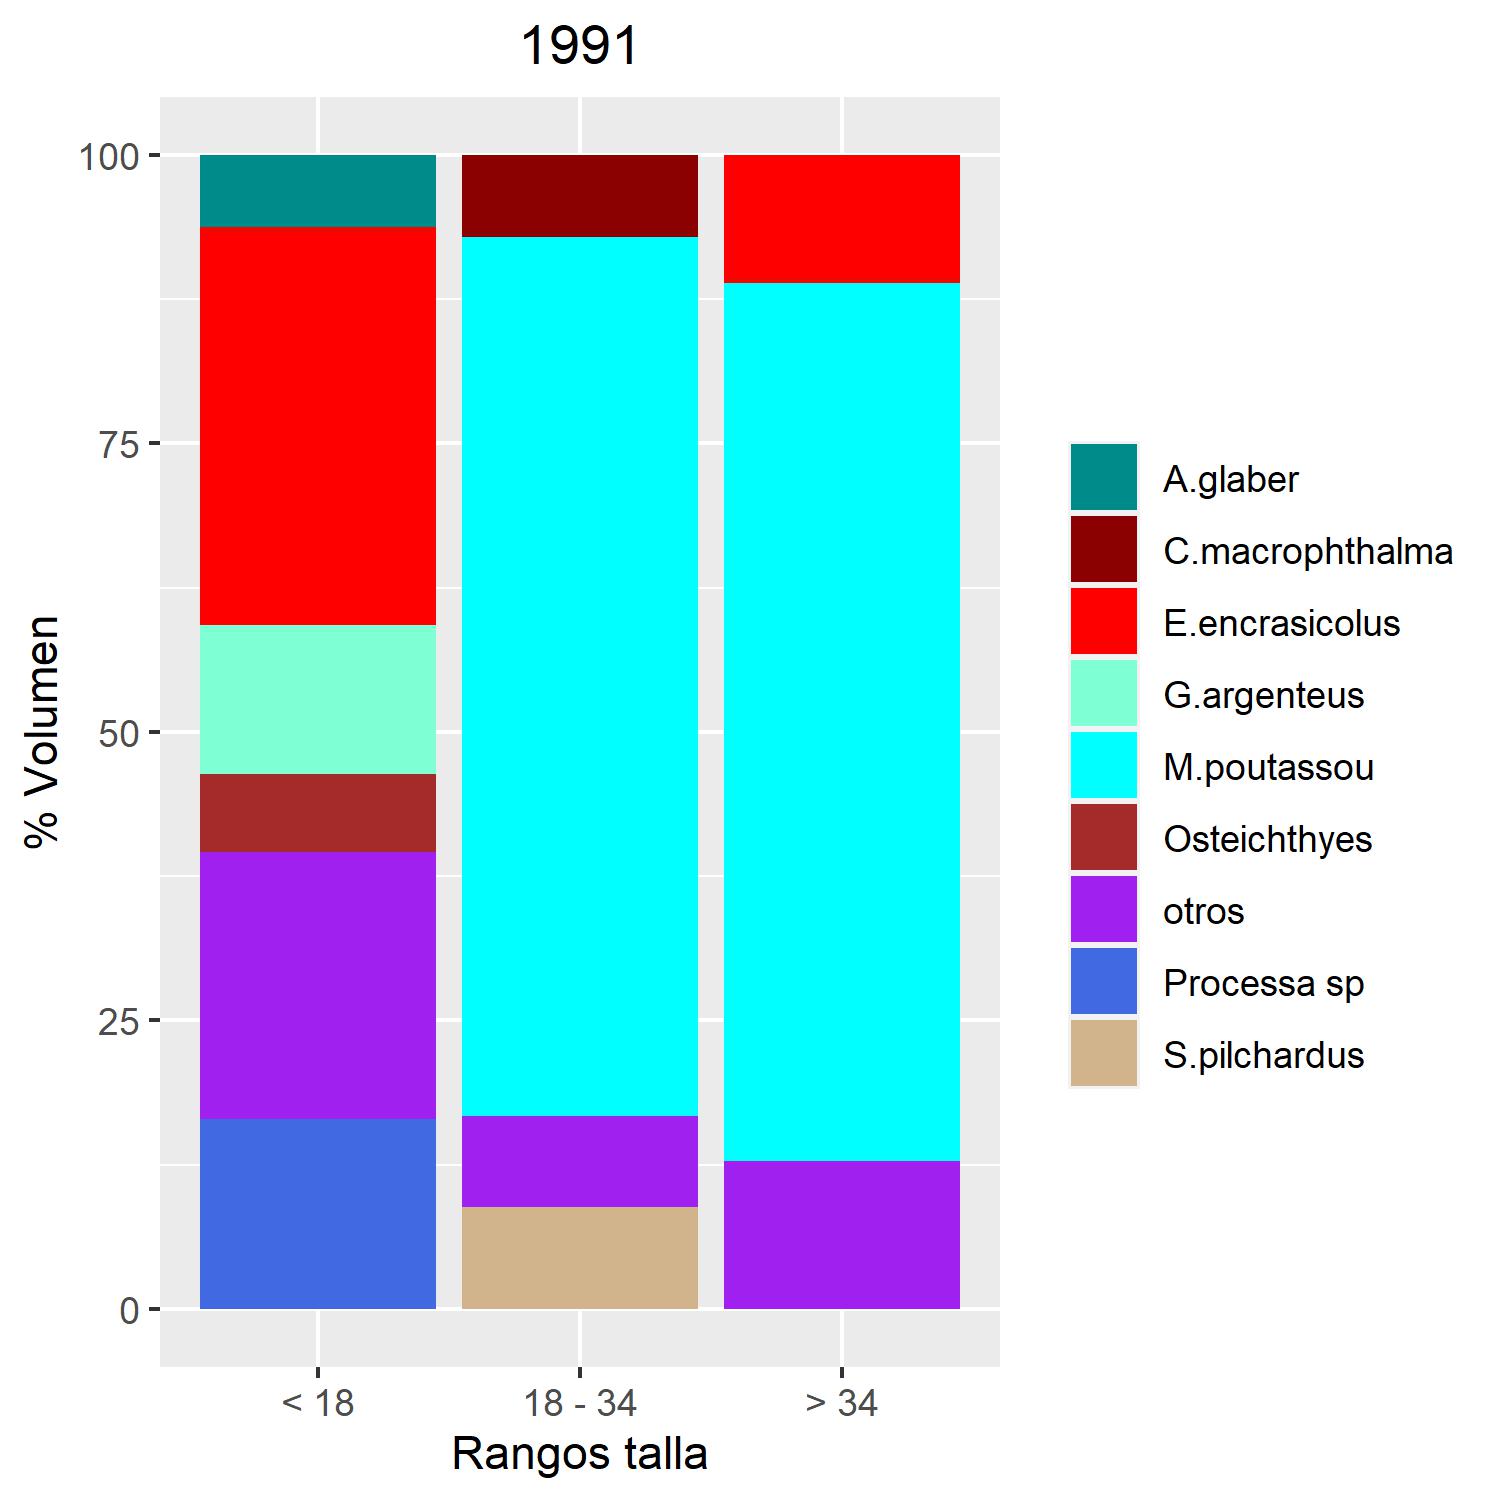 1991
% Volumen
100
75
50
25
0
< 18
18 - 34
> 34
Rangos talla
A.glaber
C.macrophthalma
E.encrasicolus
G.argenteus
M.poutassou
Osteichthyes
otros
Processa sp
S.pilchardus